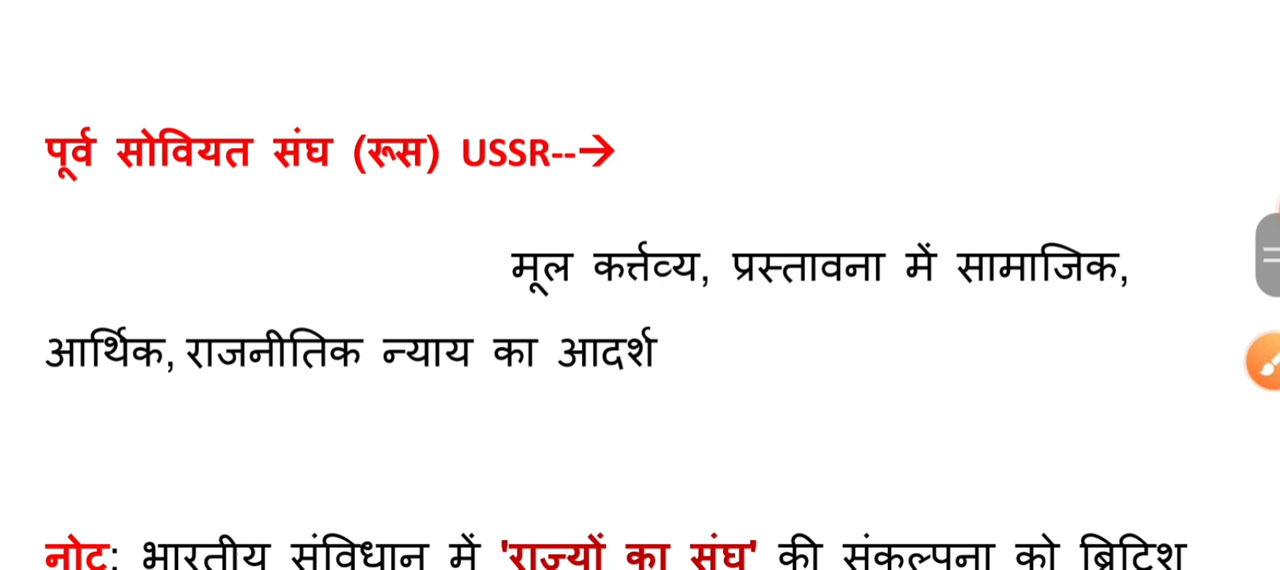 पूर्व सोवियत संघ (रूस) USSR--→
मूल कर्त्तव्य, प्रस्तावना में सामाजिक,
आर्थिक, राजनीतिक न्याय का आदर्श
नोट: भारतीय संविधान में 'राज्यों का संघ' की संकल्पना को ब्रिटिश